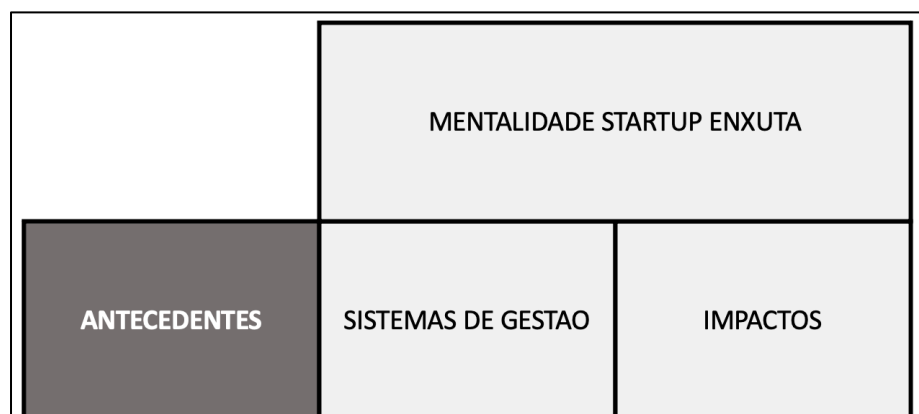 MENTALIDADE STARTUP ENXUTA
ANTECEDENTES
SISTEMAS DE GESTAO
IMPACTOS